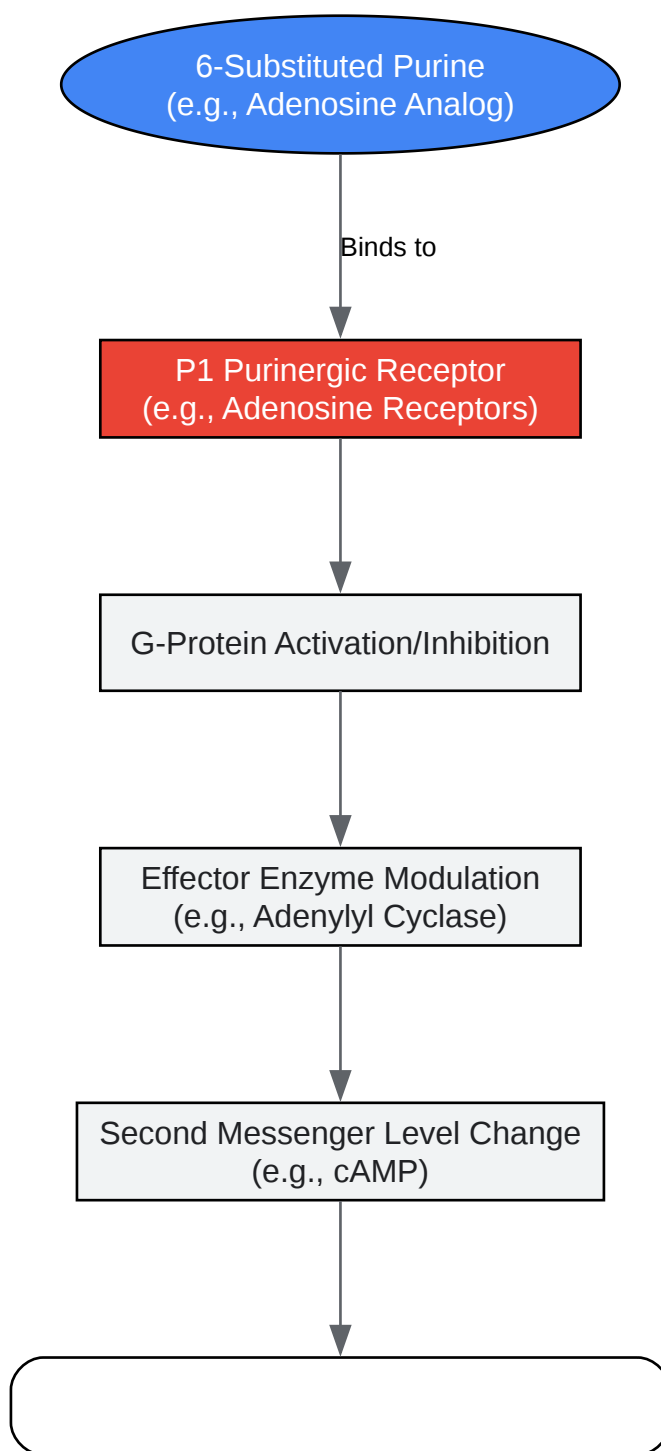 6-Substituted Purine
(e.g., Adenosine Analog)
Binds to
P1 Purinergic Receptor
(e.g., Adenosine Receptors)
G-Protein Activation/Inhibition
Effector Enzyme Modulation
(e.g., Adenylyl Cyclase)
Second Messenger Level Change
(e.g., cAMP)